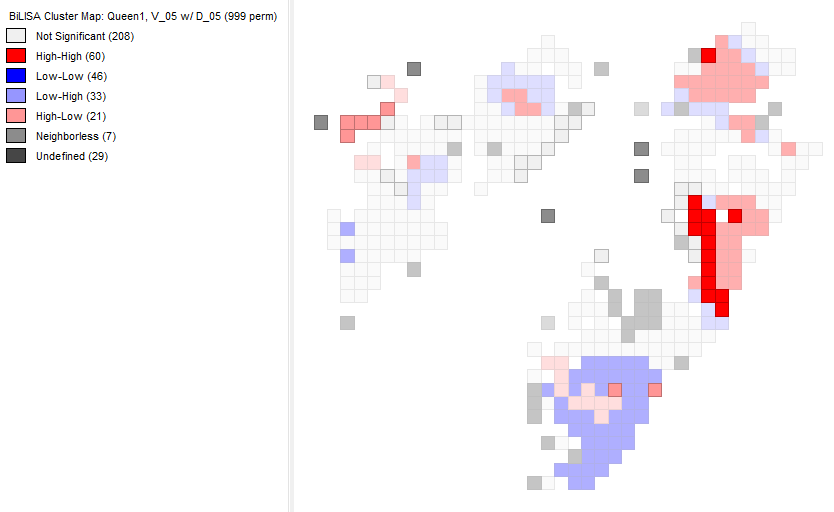 BiLISA Cluster Map: Queen1, V_05 w/ D_05 (999 perm)
Not Significant (208)
High-High (60)
Low-Low (46)
Low-High (33)
High-Low (21)
Neighborless (7)
Undefined (29)